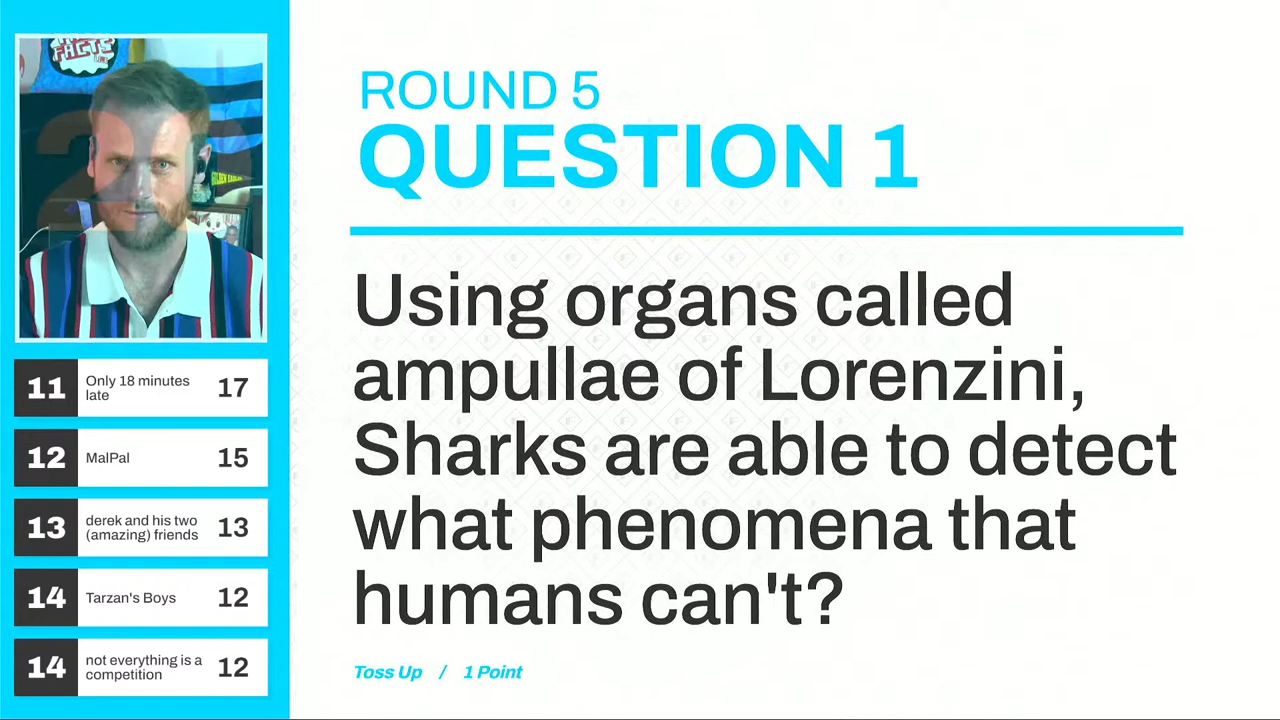 FACTS
ROUND 5
QUESTION 1
Using organs called
ampullae of Lorenzini,
Sharks are able to detect
what phenomena that
humans can't?
Toss Up / 1 Point
11 Only 18 minutes late 17
12 MalPal 15
13 derek and his two (amazing) friends 13
14 Tarzan's Boys 12
14 not everything is a competition 12